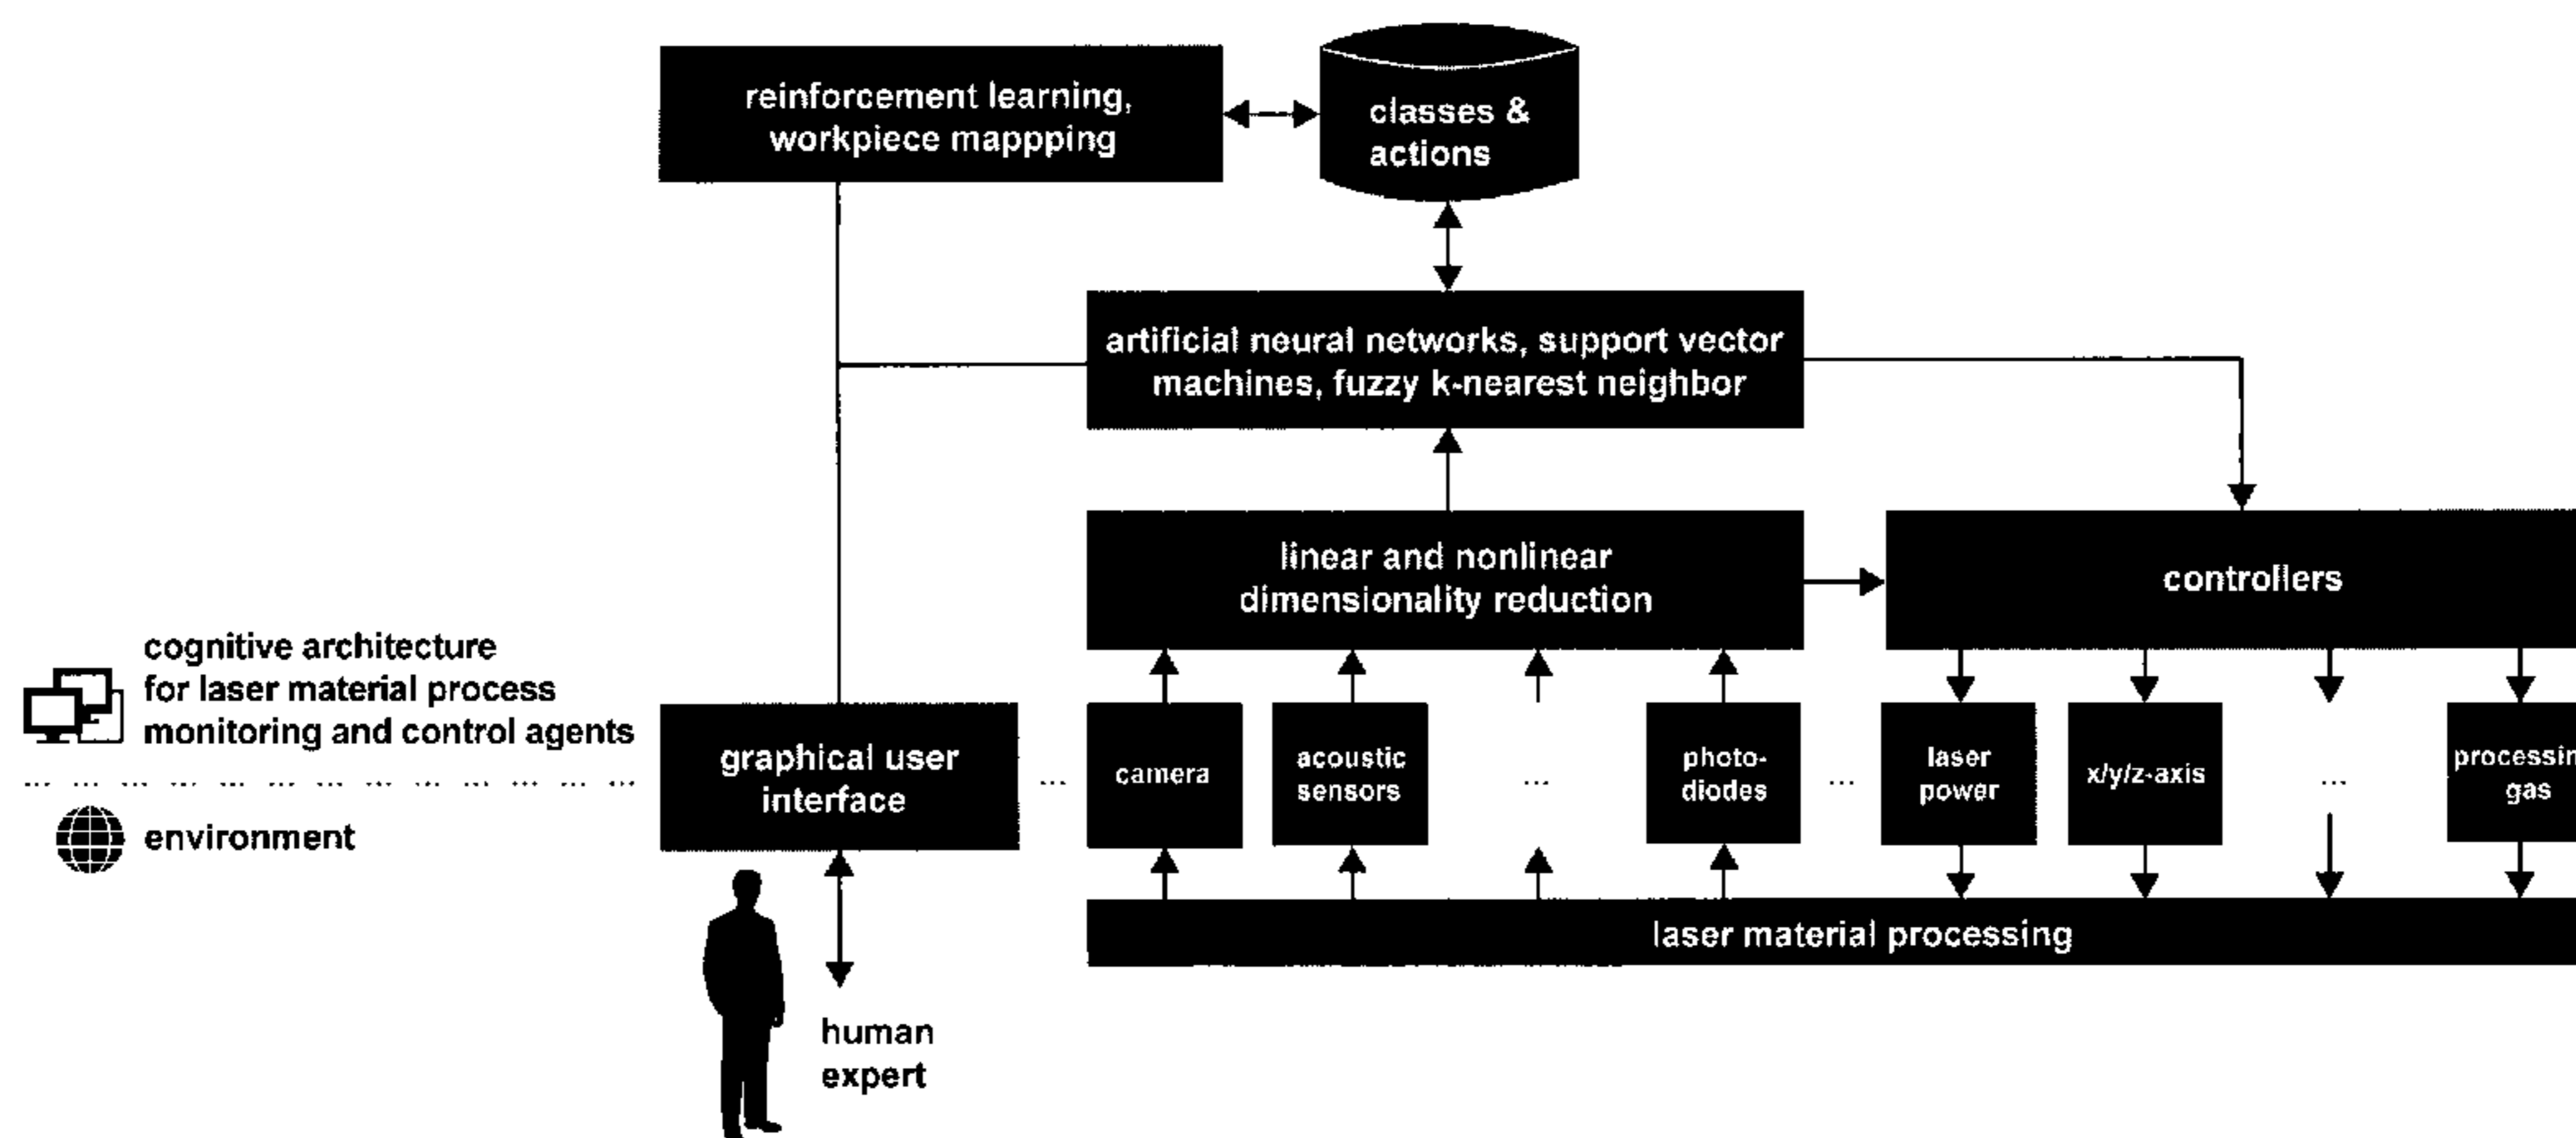 reinforcement learning,
workpiece mappping
classes &
actions
artificial neural networks, support vector
machines, fuzzy k-nearest neighbor
linear and nonlinear
dimensionality reduction
controllers
cognitive architecture
for laser material process
monitoring and control agents
environment
graphical user
interface
...
camera
acoustic
sensors
...
photo-
diodes
...
laser
power
x/y/z-axis
...
processin
gas
laser material processing
human
expert